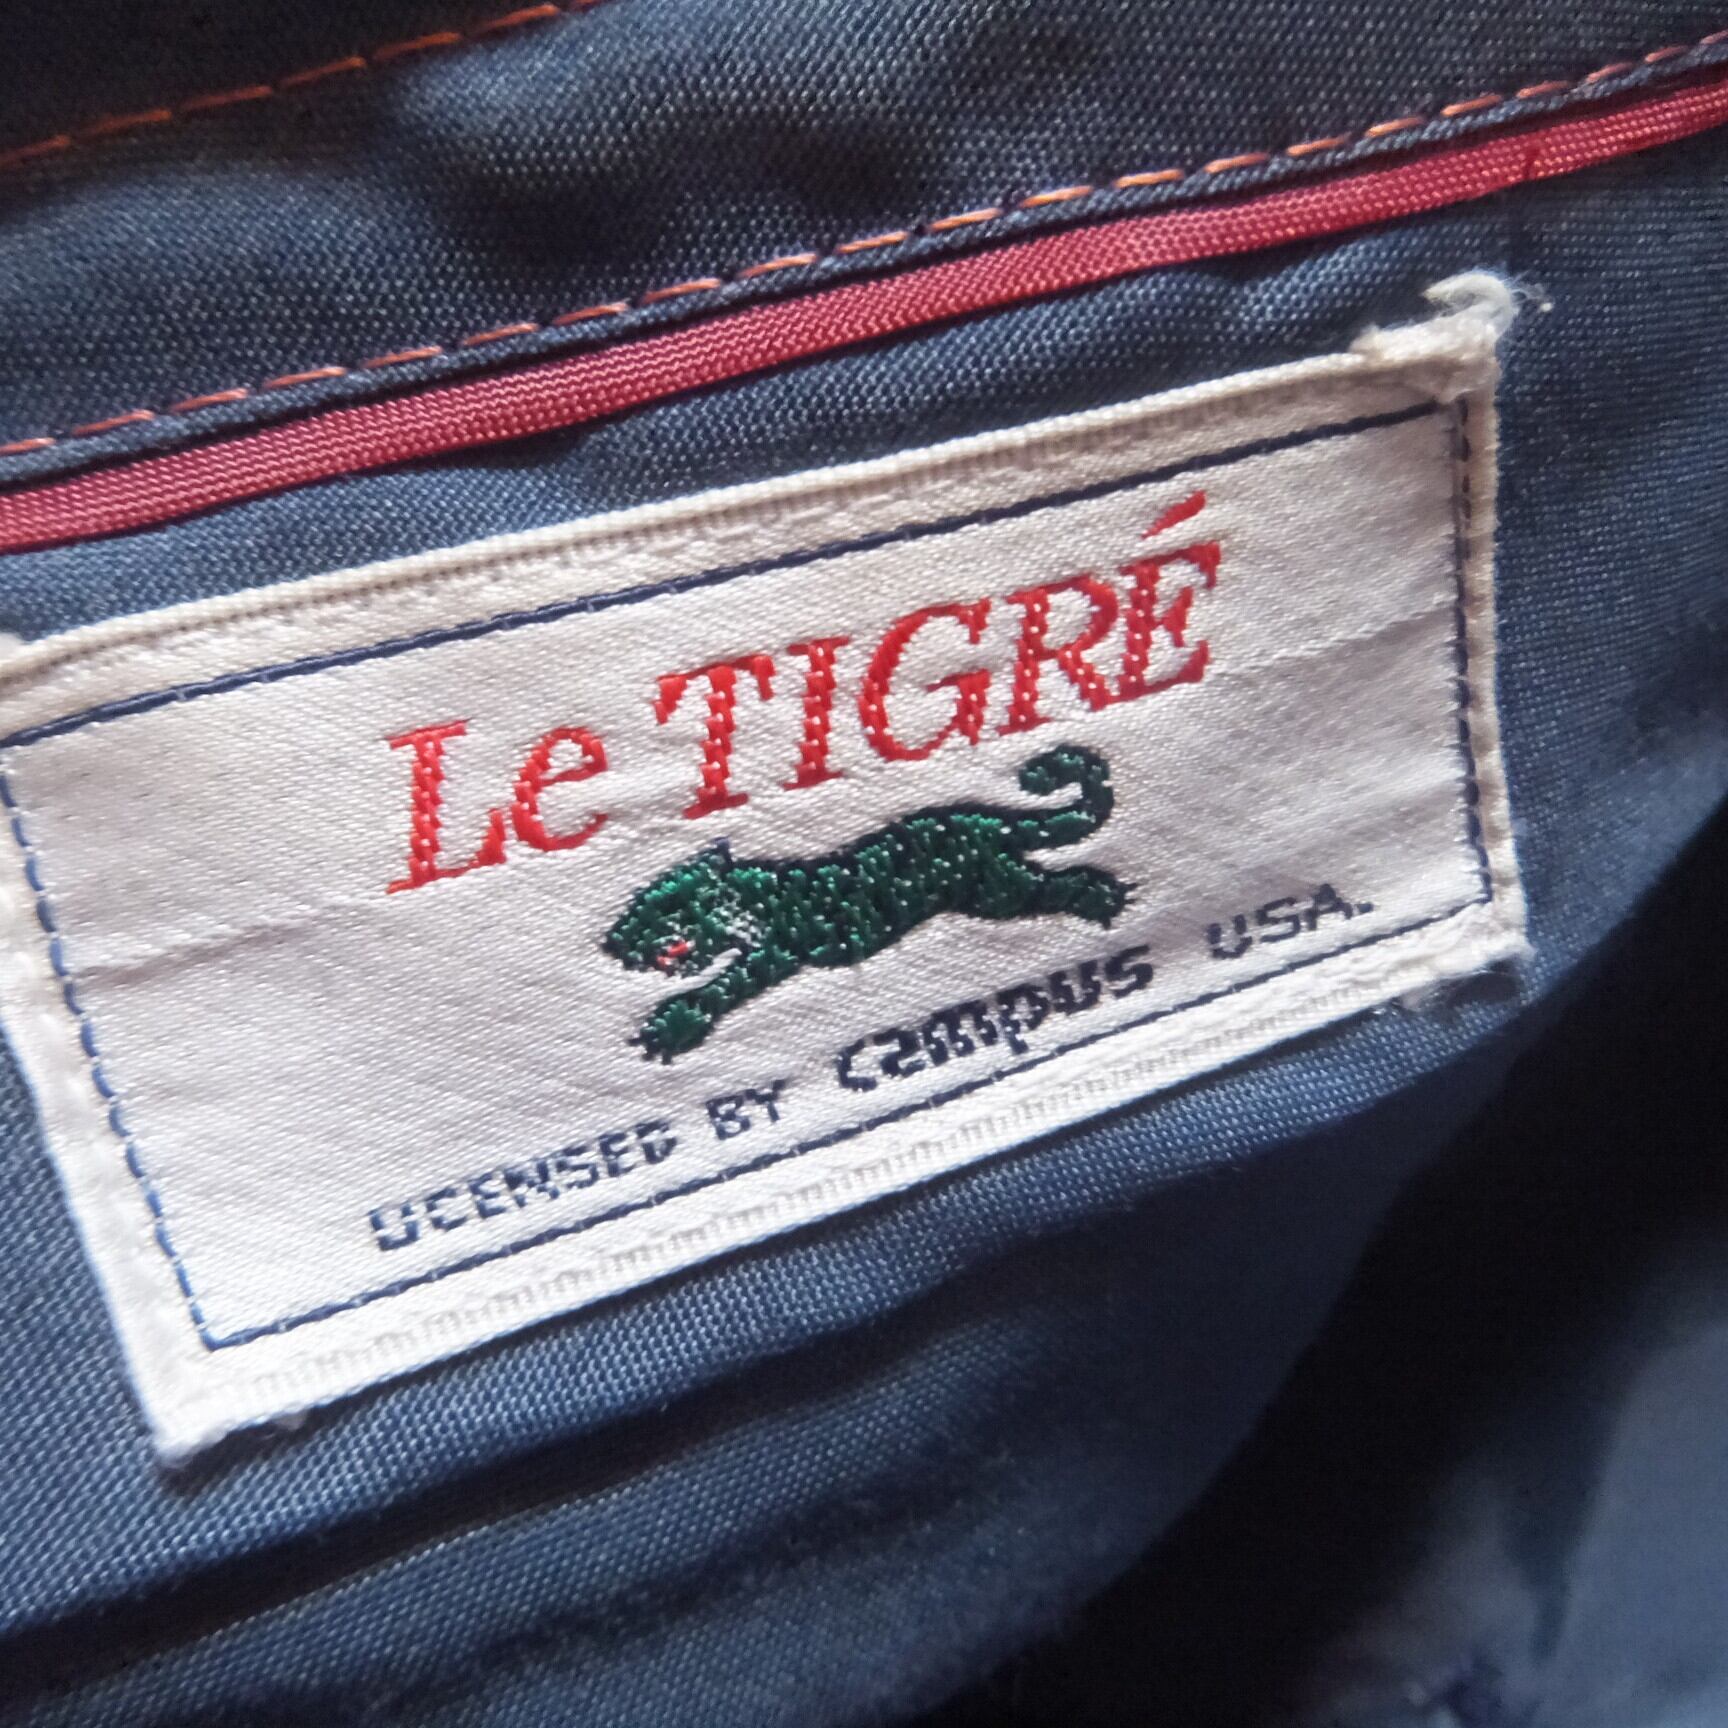 Le TIGRÉ
LICENSED BY campus USA.